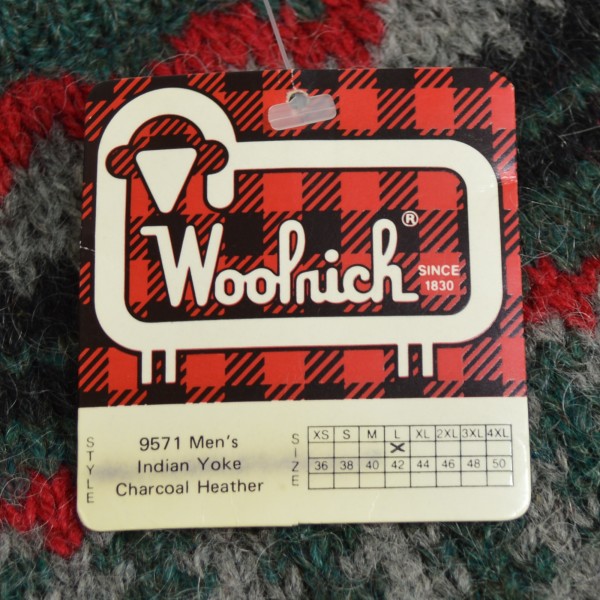 Woolrich®
SINCE
1830
STYLE
9571 Men's
Indian Yoke
Charcoal Heather
SIZE
XS S M L XL 2XL 3XL 4XL
X
36 38 40 42 44 46 48 50